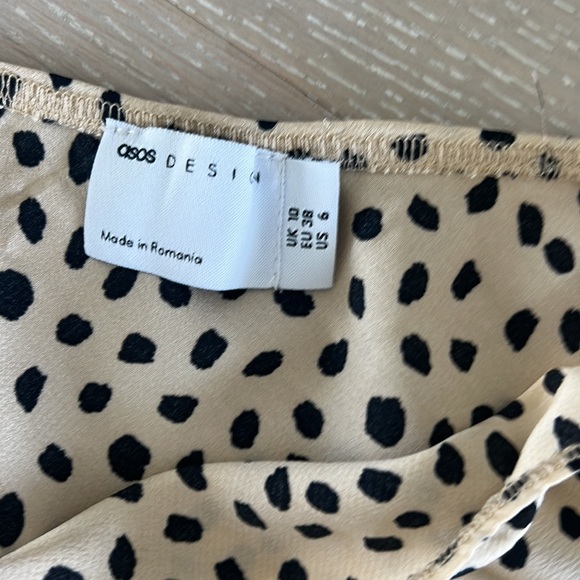 asos DESIGN
Made in Romania
UK 10
EU 38
US 6